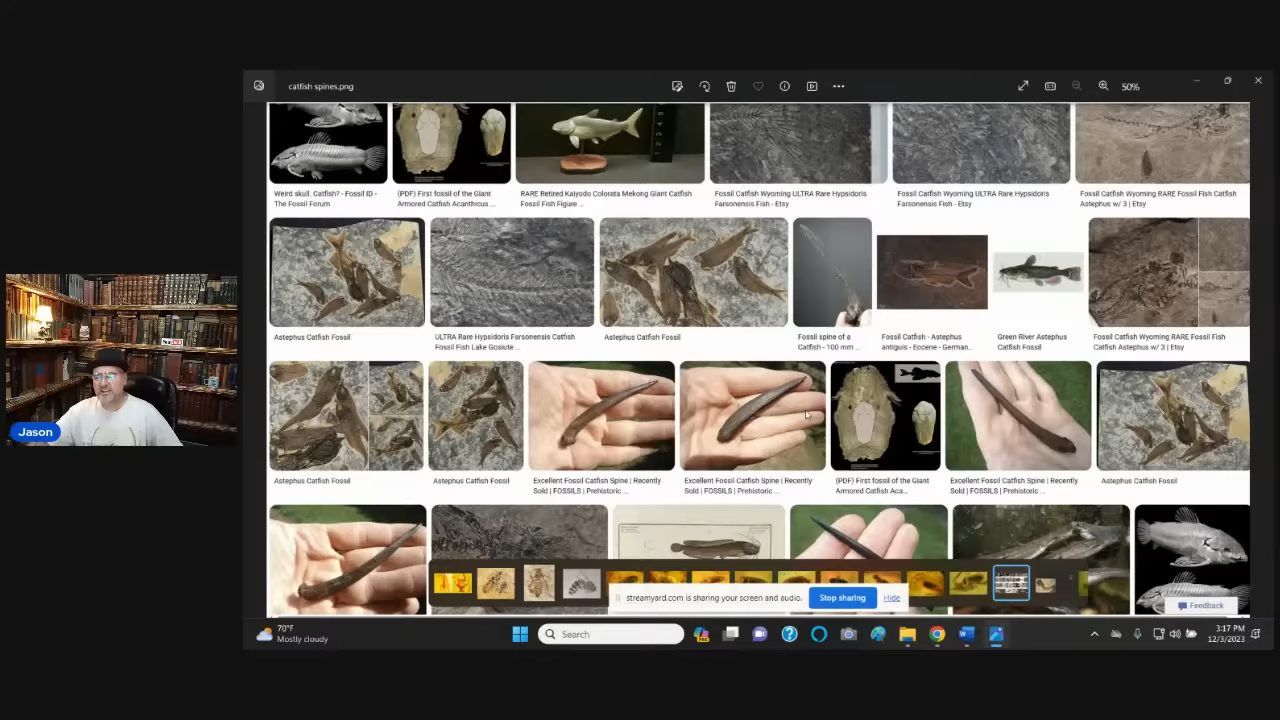 catfish spines.png
50%
Weird skull. Catfish? - Fossil ID -
The Fossil Forum
(PDF) First fossil of the Giant
Armored Catfish Acanthicus ...
RARE Retired Kaiyodo Colorata Mekong Giant Catfish
Fossil Fish Figure ...
Fossil Catfish Wyoming ULTRA Rare Hypsidoris
Farsonensis Fish - Etsy
Fossil Catfish Wyoming ULTRA Rare Hypsidoris
Farsonensis Fish - Etsy
Fossil Catfish Wyoming RARE Fossil Fish Catfish
Astephus w/ 3 | Etsy
Astephus Catfish Fossil
ULTRA Rare Hypsidoris Farsonensis Catfish
Fossil Fish Lake Gosiute ...
Astephus Catfish Fossil
Fossil spine of a
Catfish - 100 mm ...
Fossil Catfish - Astephus
antiguis - Eocene - German...
Green River Astephus
Catfish Fossil
Fossil Catfish Wyoming RARE Fossil Fish
Catfish Astephus w/ 3 | Etsy
Astephus Catfish Fossil
Astephus Catfish Fossil
Excellent Fossil Catfish Spine | Recently
Sold | FOSSILS | Prehistoric ...
Excellent Fossil Catfish Spine | Recently
Sold | FOSSILS | Prehistoric ...
(PDF) First fossil of the Giant
Armored Catfish Aca...
Excellent Fossil Catfish Spine | Recently
Sold | FOSSILS | Prehistoric ...
Astephus Catfish Fossil
Jason
streamyard.com is sharing your screen and audio.
Stop sharing
Hide
Feedback
70°F
Mostly cloudy
Search
3:17 PM
12/3/2023